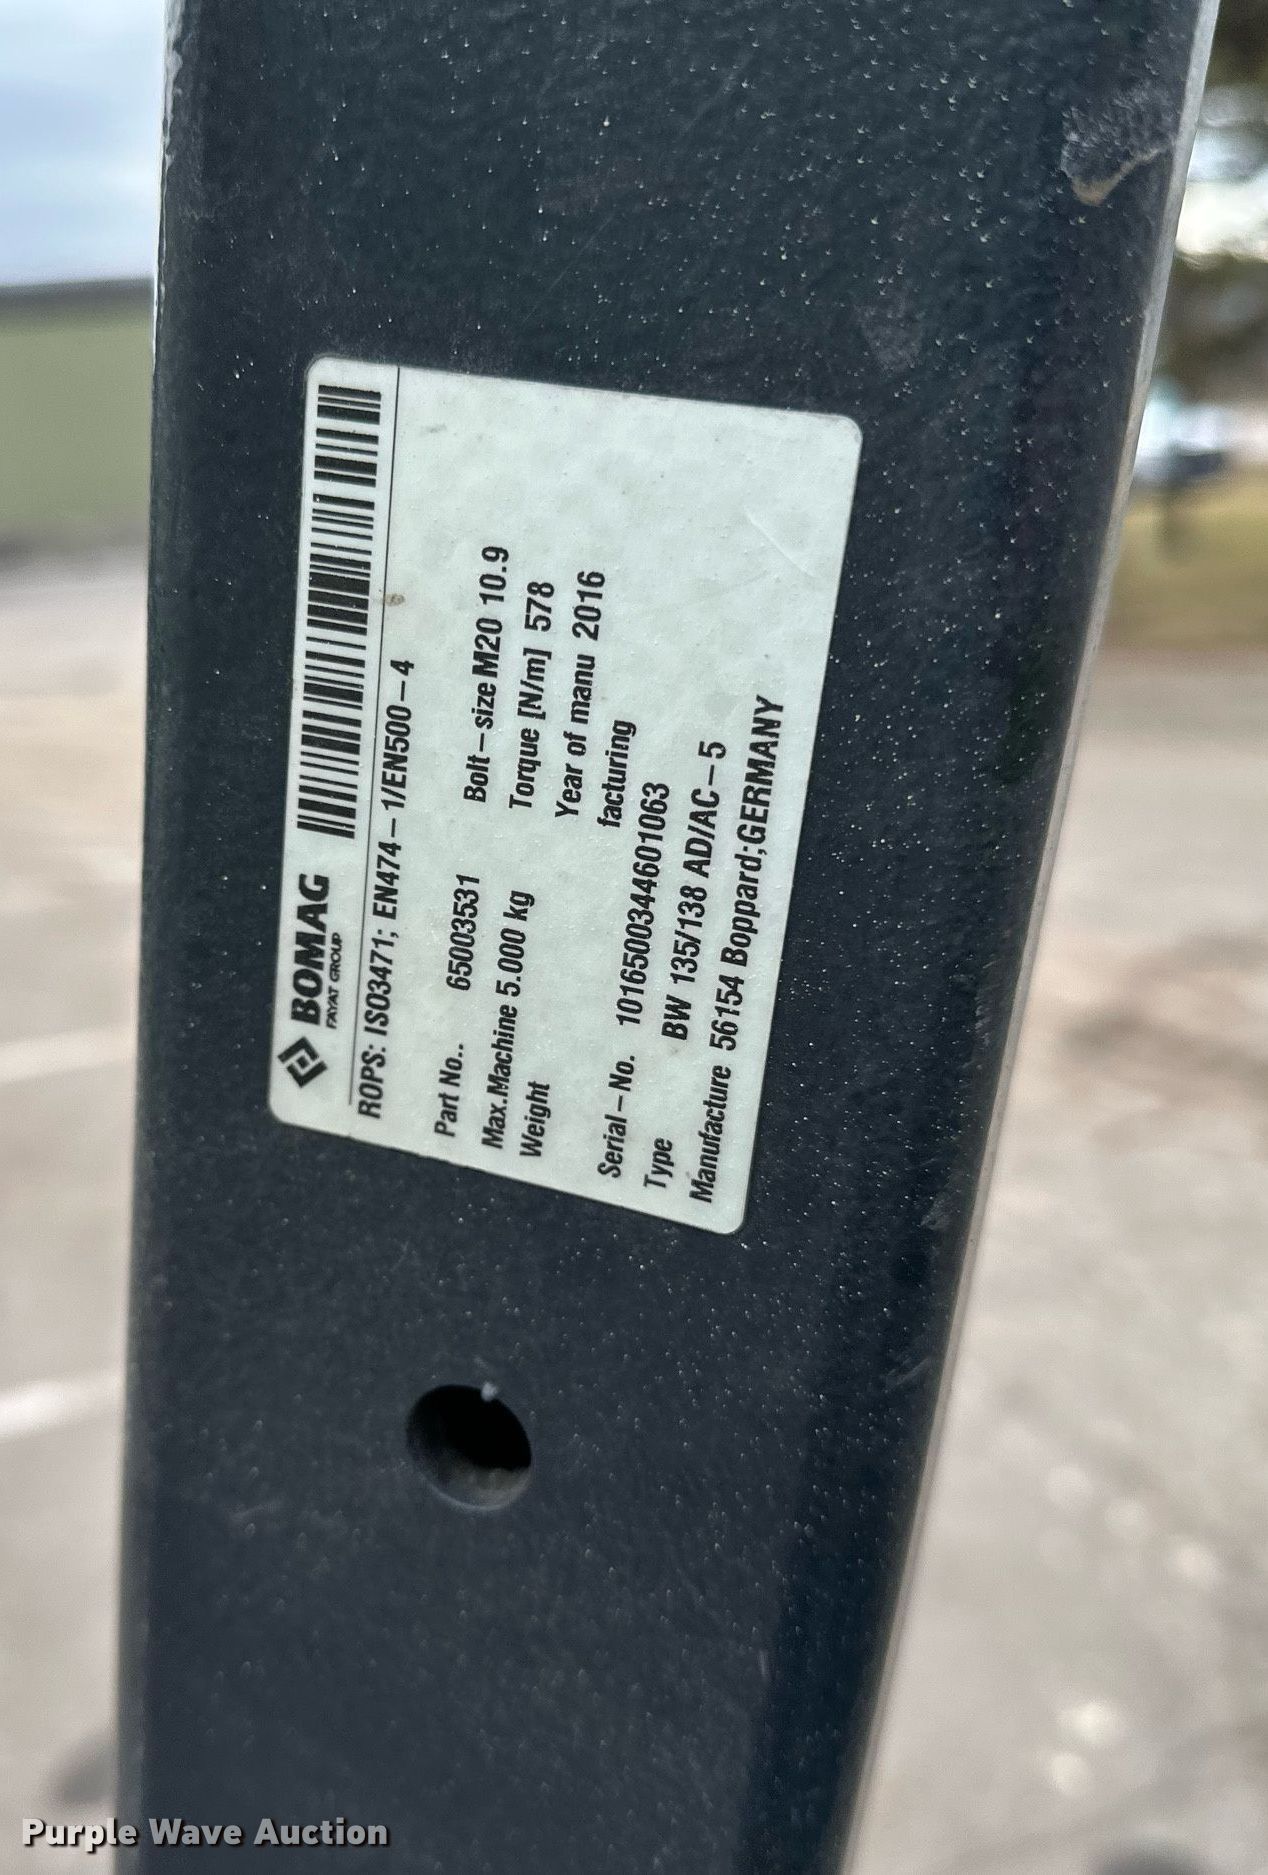 BOMAG
FAYAT GROUP
ROPS: ISO3471; EN474-1/EN500-4
Part No.. 65003531 Bolt-size M20 10.9
Max.Machine 5.000 kg Torque [N/m] 578
Weight Year of manu 2016
facturing
Serial-No. 1016500344601063
Type BW 135/138 AD/AC-5
Manufacture 56154 Boppard;GERMANY
Purple Wave Auction